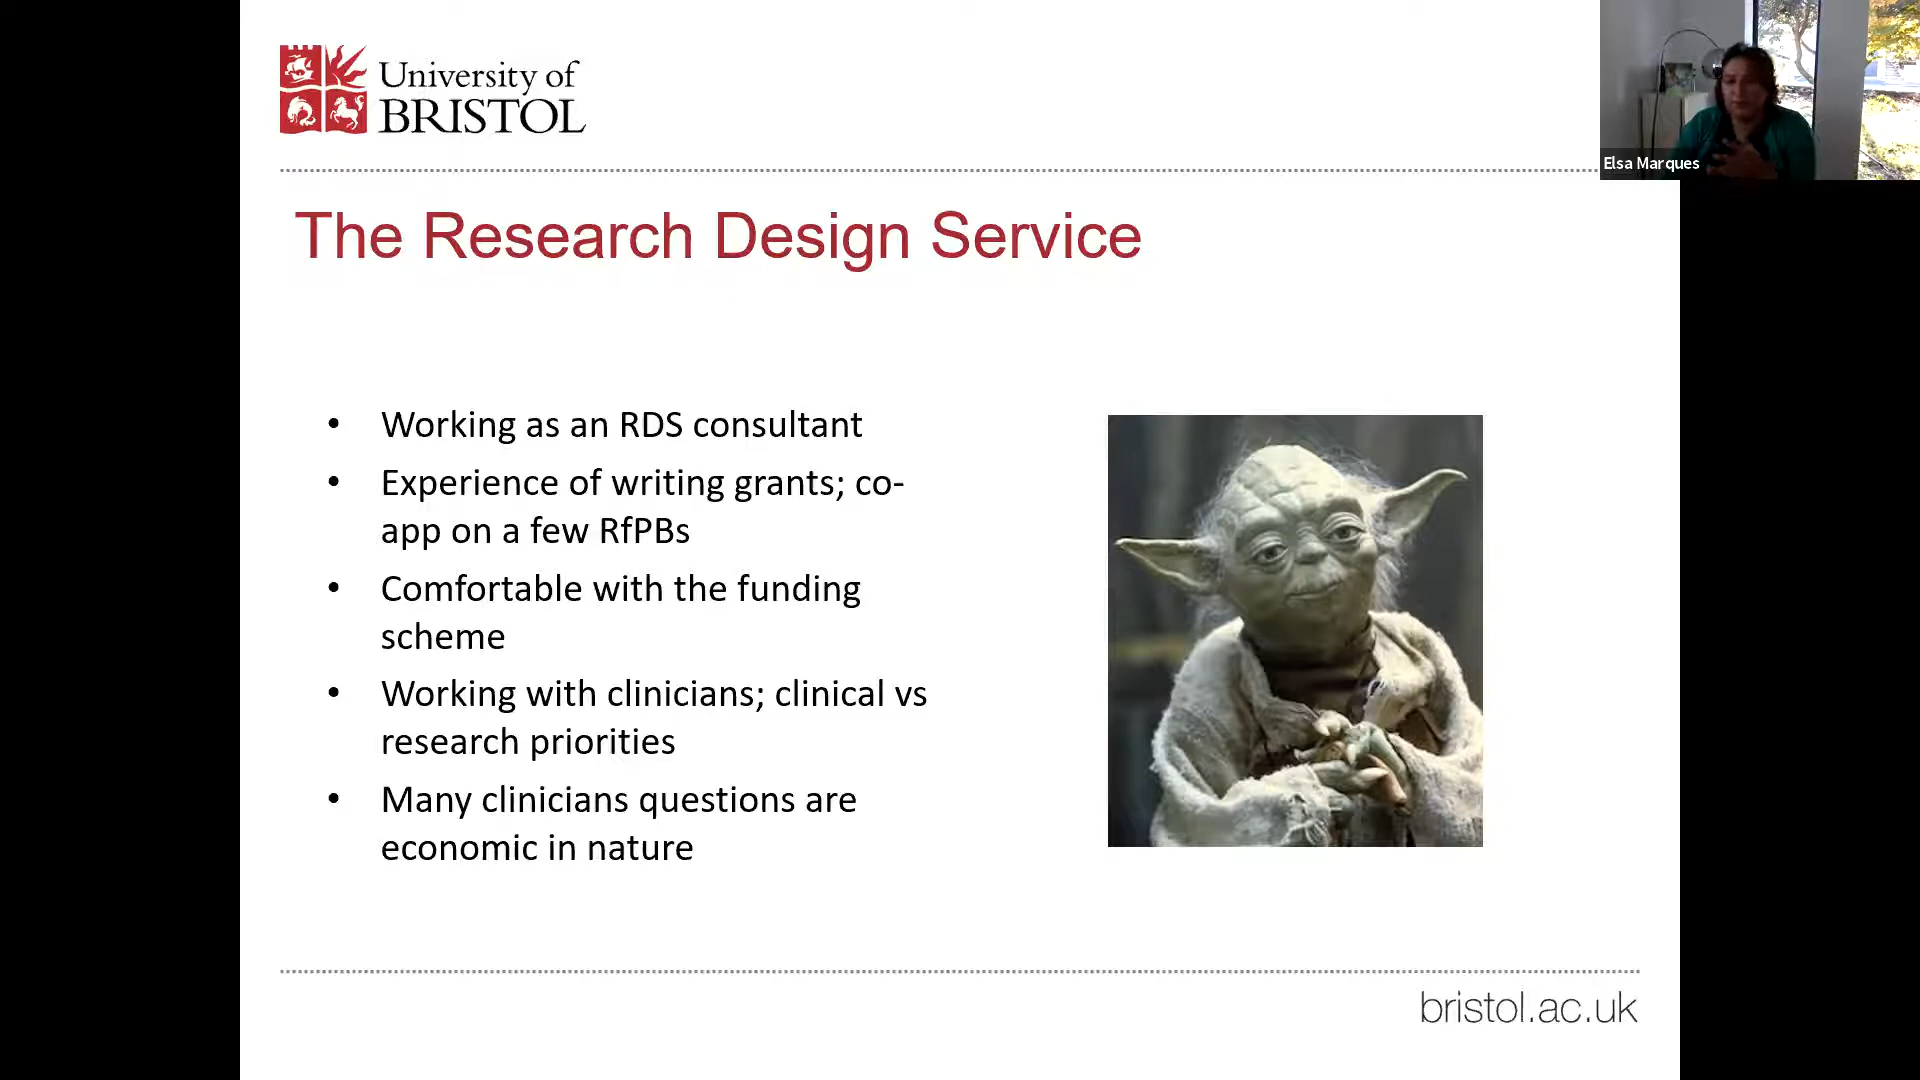 University of
BRISTOL
Elsa Marques
The Research Design Service
• Working as an RDS consultant
• Experience of writing grants; co-
app on a few RfPBs
• Comfortable with the funding
scheme
• Working with clinicians; clinical vs
research priorities
• Many clinicians questions are
economic in nature
bristol.ac.uk